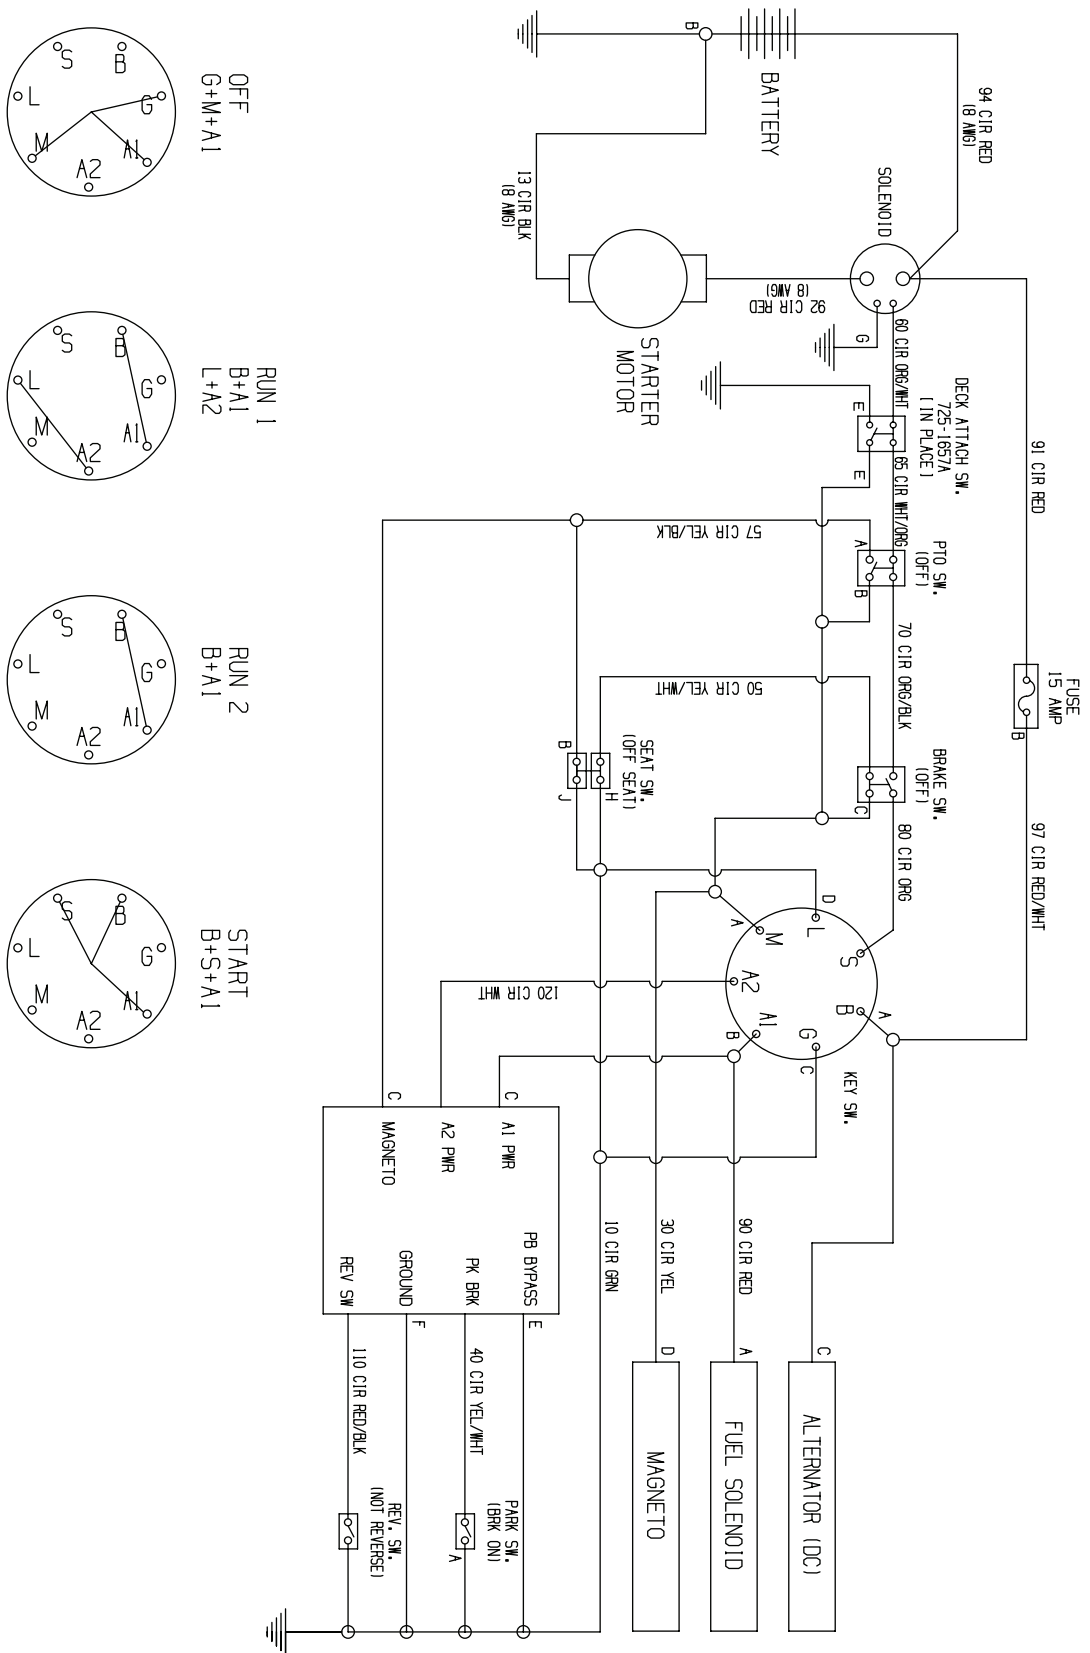 BATTERY
B
94 CIR RED
(8 AWG)
SOLENOID
13 CIR BLK
(8 AWG)
STARTER
MOTOR
92 CIR RED
(8 AWG)
G
60 CIR ORG/WHT
DECK ATTACH SW.
725-1657A
[ IN PLACE ]
E
E
65 CIR WHT/ORG
91 CIR RED
FUSE
15 AMP
B
97 CIR RED/WHT
PTO SW.
(OFF)
A
B
57 CIR YEL/BLK
70 CIR ORG/BLK
50 CIR YEL/WHT
BRAKE SW.
(OFF)
C
80 CIR ORG
SEAT SW.
(OFF SEAT)
B
J
H
KEY SW.
D
L
A
M
S
A
B
A2
A1
B
G
C
120 CIR WHT
C
A1 PWR
A2 PWR
C
MAGNETO
PB BYPASS
PK BRK
GROUND
REV SW
E
F
10 CIR GRN
30 CIR YEL
90 CIR RED
40 CIR YEL/WHT
110 CIR RED/BLK
C
ALTERNATOR (DC)
A
FUEL SOLENOID
D
MAGNETO
PARK SW.
(BRK ON)
A
REV. SW.
(NOT REVERSE)
OFF
G+M+A1
S
B
L
G
M
A1
A2
RUN 1
B+A1
L+A2
S
B
L
G
M
A1
A2
RUN 2
B+A1
S
B
L
G
M
A1
A2
START
B+S+A1
S
B
L
G
M
A1
A2